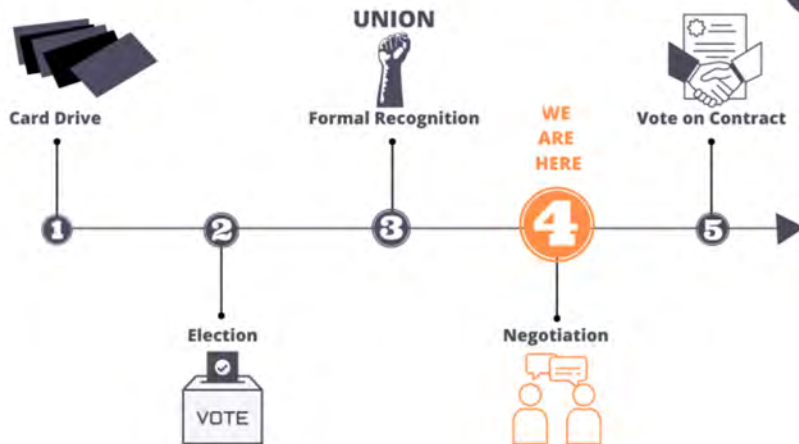 UNION
Card Drive
Formal Recognition
WE
ARE
HERE
Vote on Contract
1
2
3
4
5
Election
Negotiation
VOTE